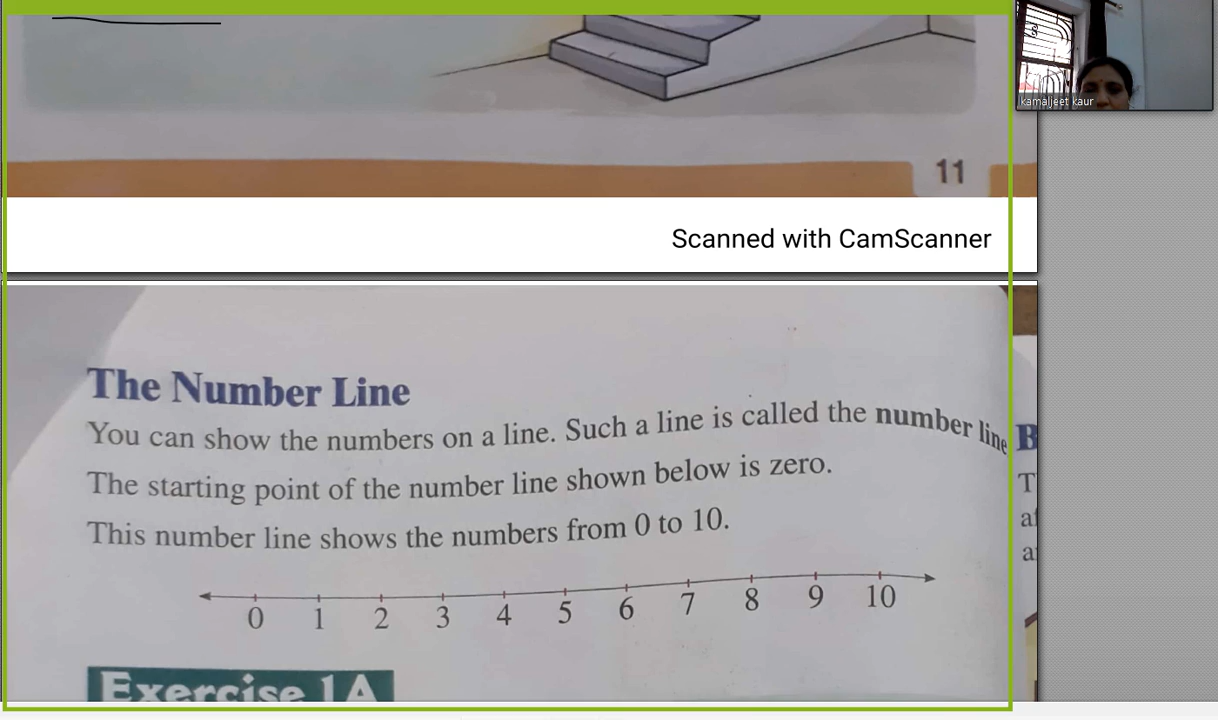 kamaljeet kaur
11
Scanned with CamScanner
The Number Line
You can show the numbers on a line. Such a line is called the number line
The starting point of the number line shown below is zero.
This number line shows the numbers from 0 to 10.
0 1 2 3 4 5 6 7 8 9 10
Exercise 1A